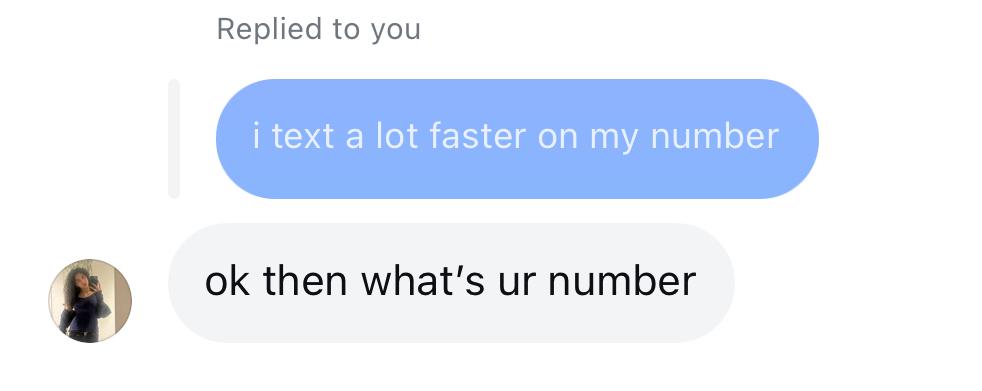 Replied to you
i text a lot faster on my number
ok then what’s ur number